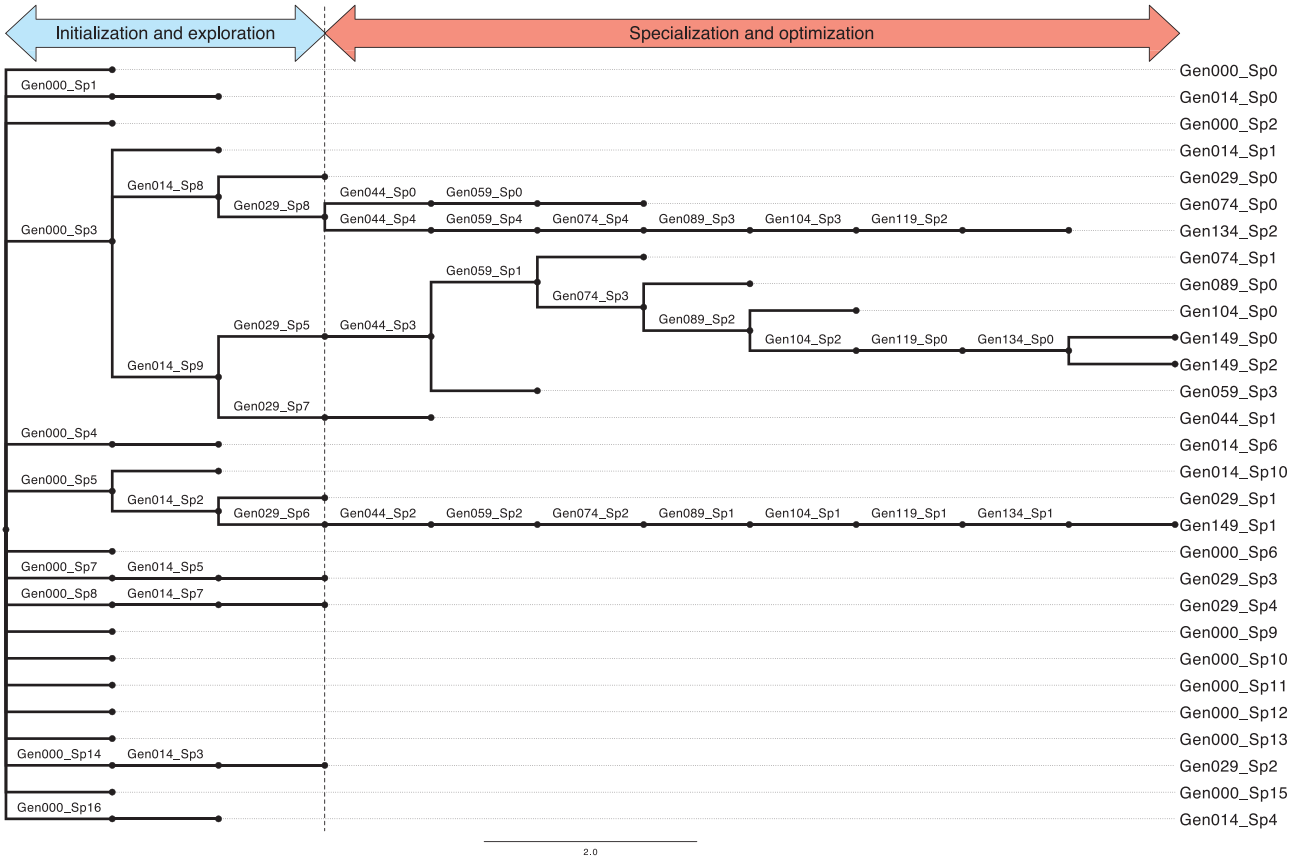 Initialization and exploration
Specialization and optimization
Gen000_Sp0
Gen000_Sp1
Gen014_Sp0
Gen000_Sp2
Gen014_Sp1
Gen014_Sp8
Gen029_Sp0
Gen044_Sp0 Gen059_Sp0
Gen074_Sp0
Gen029_Sp8
Gen044_Sp4 Gen059_Sp4 Gen074_Sp4 Gen089_Sp3 Gen104_Sp3 Gen119_Sp2
Gen134_Sp2
Gen000_Sp3
Gen074_Sp1
Gen059_Sp1
Gen089_Sp0
Gen074_Sp3
Gen104_Sp0
Gen089_Sp2
Gen029_Sp5 Gen044_Sp3
Gen149_Sp0
Gen104_Sp2 Gen119_Sp0 Gen134_Sp0
Gen149_Sp2
Gen014_Sp9
Gen059_Sp3
Gen029_Sp7
Gen044_Sp1
Gen000_Sp4
Gen014_Sp6
Gen014_Sp10
Gen000_Sp5
Gen014_Sp2
Gen029_Sp1
Gen029_Sp6 Gen044_Sp2 Gen059_Sp2 Gen074_Sp2 Gen089_Sp1 Gen104_Sp1 Gen119_Sp1 Gen134_Sp1
Gen149_Sp1
Gen000_Sp6
Gen000_Sp7 Gen014_Sp5
Gen029_Sp3
Gen000_Sp8 Gen014_Sp7
Gen029_Sp4
Gen000_Sp9
Gen000_Sp10
Gen000_Sp11
Gen000_Sp12
Gen000_Sp13
Gen000_Sp14 Gen014_Sp3
Gen029_Sp2
Gen000_Sp15
Gen000_Sp16
Gen014_Sp4
2.0